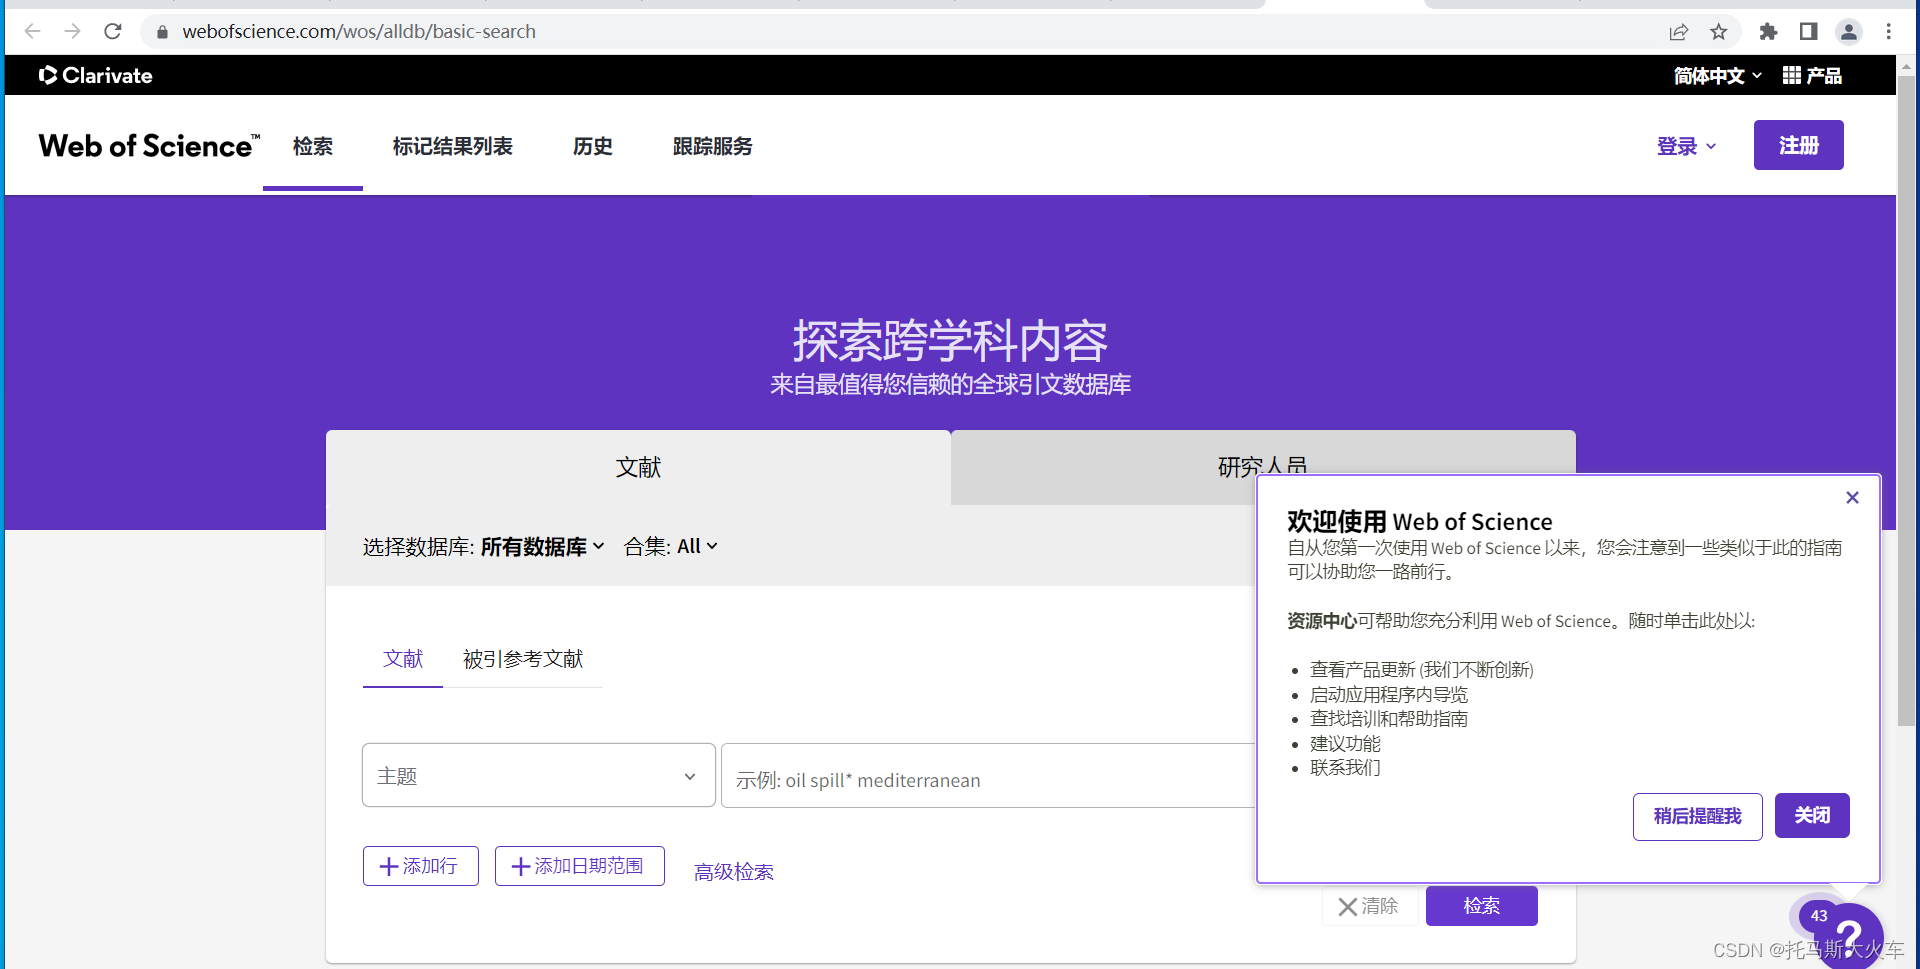 webofscience.com/wos/alldb/basic-search
Clarivate
简体中文
产品
Web of Science™
检索
标记结果列表
历史
跟踪服务
登录
注册
探索跨学科内容
来自最值得您信赖的全球引文数据库
文献
研究人员
选择数据库: 所有数据库
合集: All
文献
被引参考文献
主题
示例: oil spill* mediterranean
添加行
添加日期范围
高级检索
清除
检索
欢迎使用 Web of Science
自从您第一次使用 Web of Science 以来，您会注意到一些类似于此的指南
可以协助您一路前行。
资源中心可帮助您充分利用 Web of Science。随时单击此处以:
• 查看产品更新 (我们不断创新)
• 启动应用程序内导览
• 查找培训和帮助指南
• 建议功能
• 联系我们
稍后提醒我
关闭
43
?
CSDN @托马斯大火车